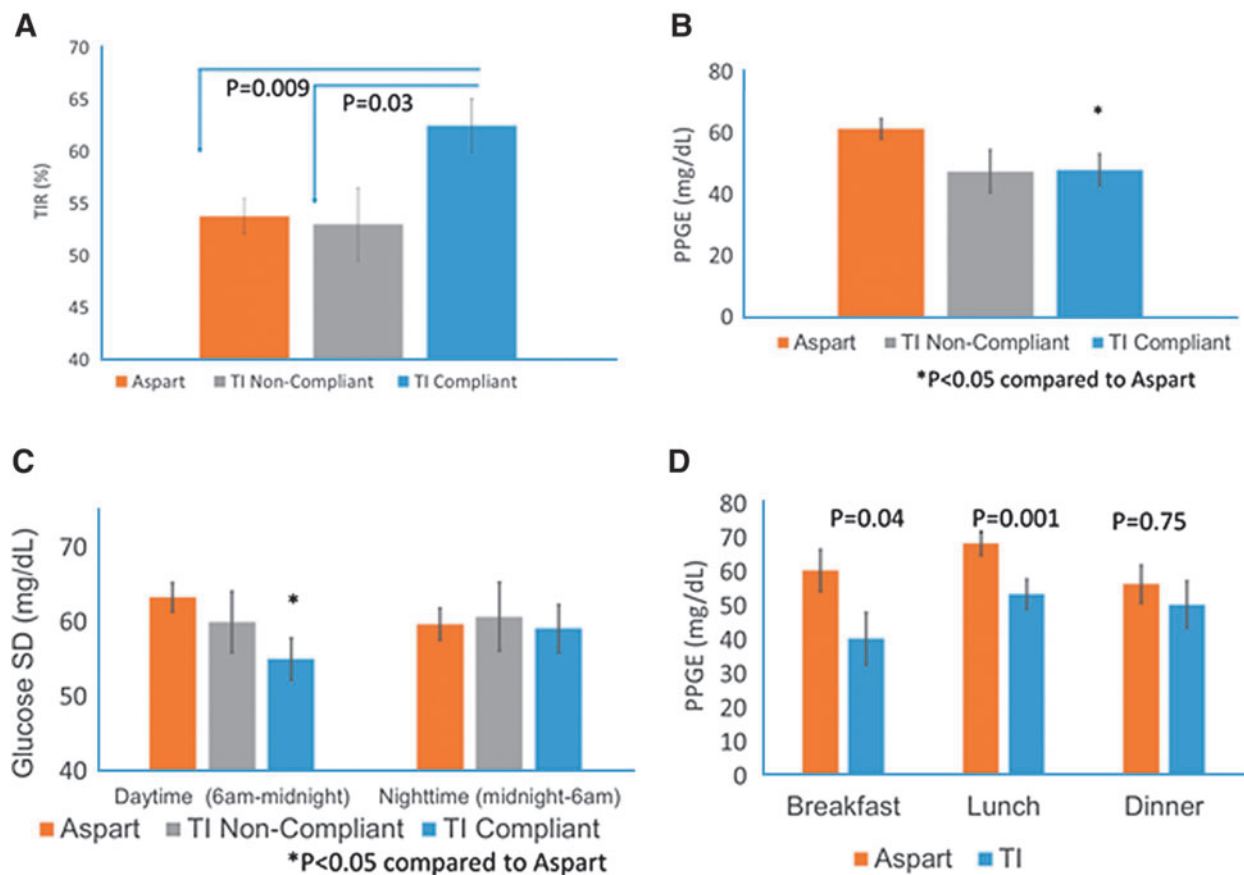 A
70
65
60
55
50
45
40
TIR (%)
P=0.009
P=0.03
Aspart TI Non-Compliant TI Compliant
B
80
60
40
20
0
PPGE (mg/dL)
*
Aspart TI Non-Compliant TI Compliant
*P<0.05 compared to Aspart
C
70
60
50
40
Glucose SD (mg/dL)
*
Daytime (6am-midnight) Nighttime (midnight-6am)
Aspart TI Non-Compliant TI Compliant
*P<0.05 compared to Aspart
D
80
70
60
50
40
30
20
10
0
PPGE (mg/dL)
P=0.04 P=0.001 P=0.75
Breakfast Lunch Dinner
Aspart TI